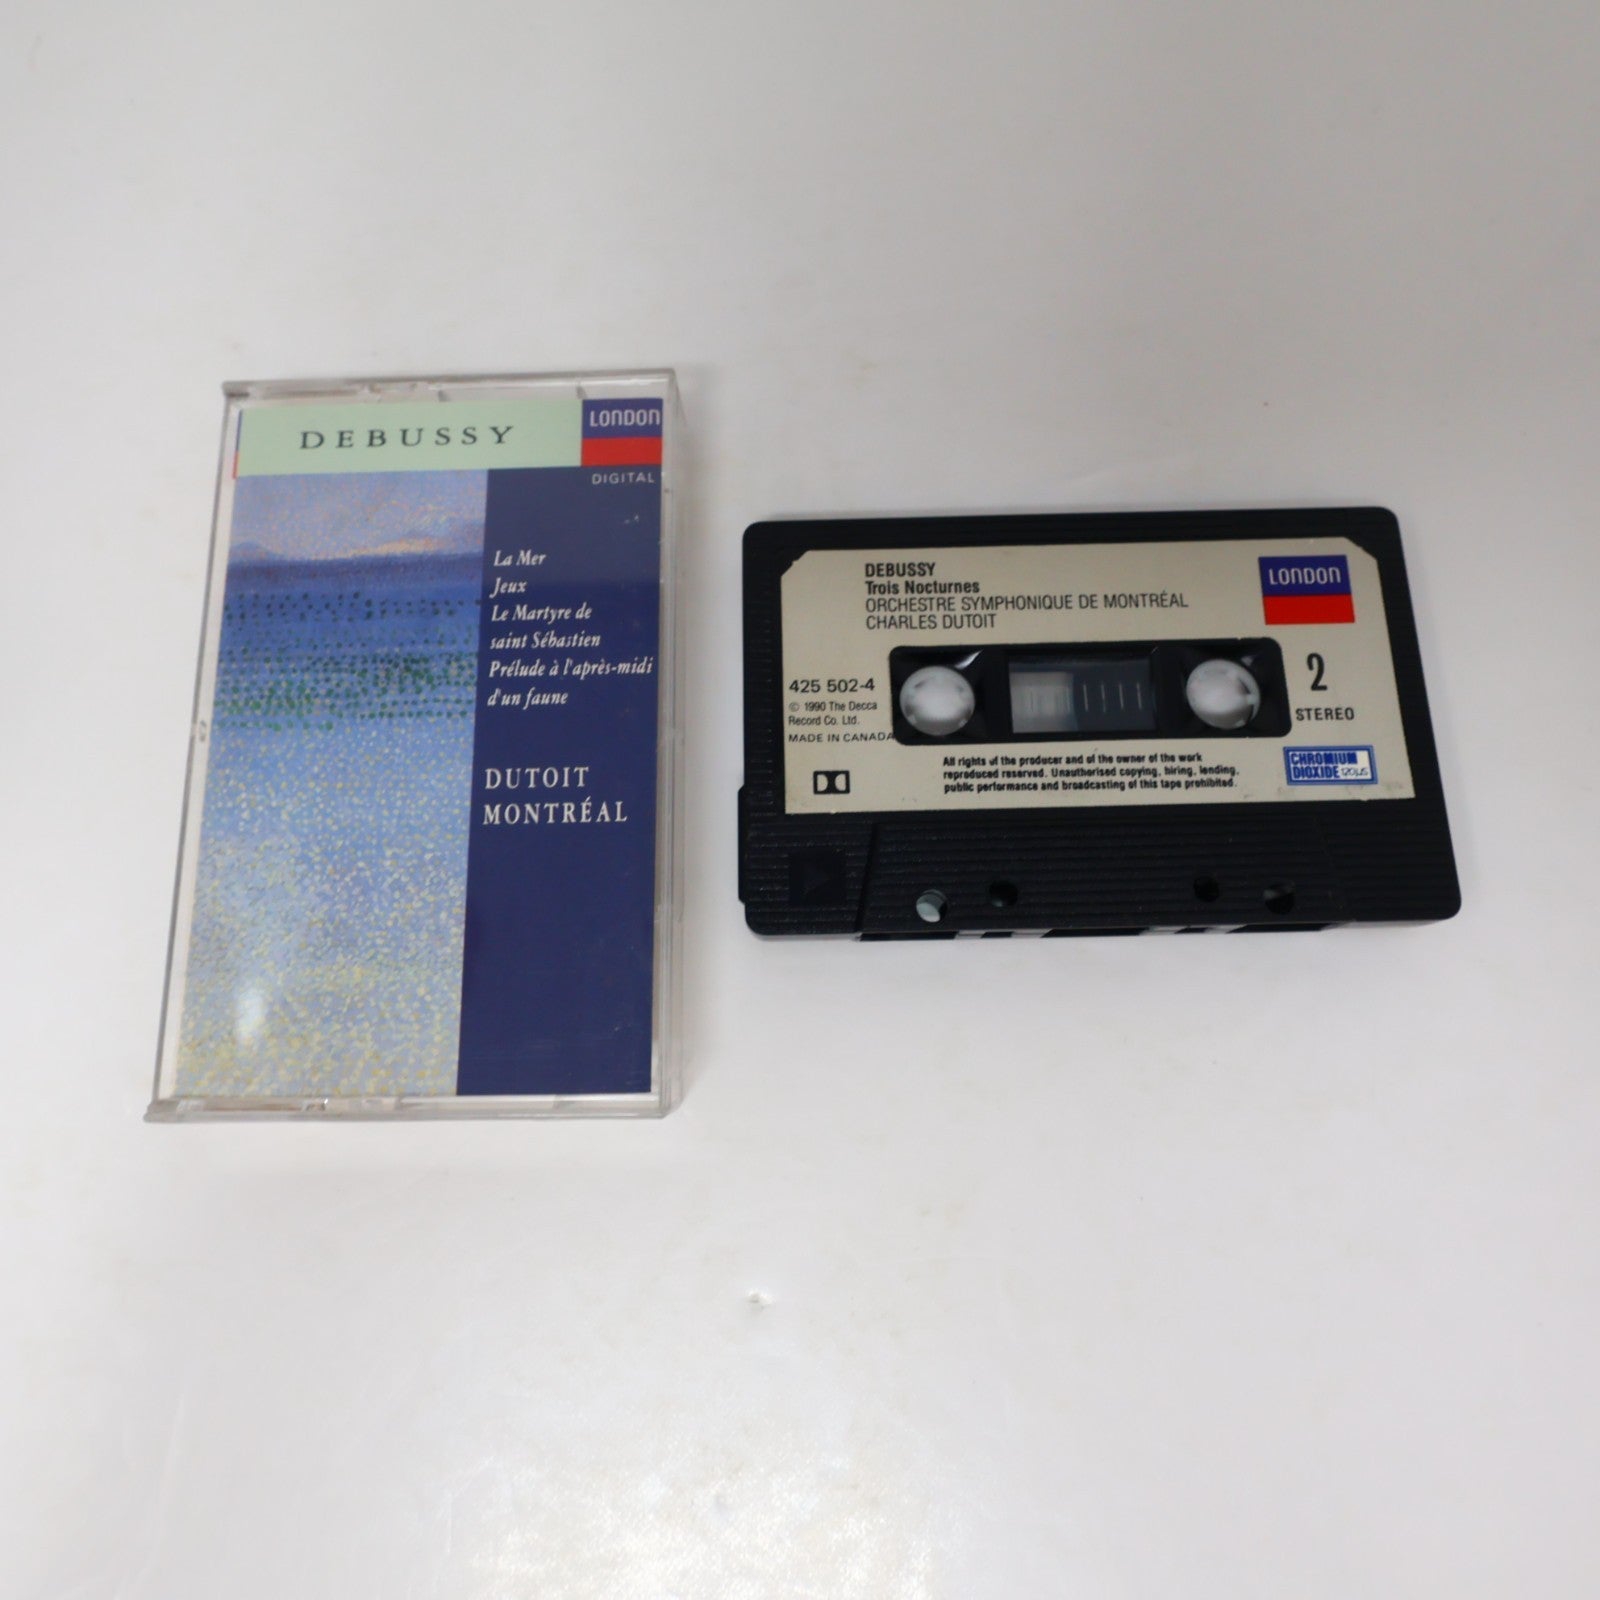 DEBUSSY
LONDON
DIGITAL
La Mer
Jeux
Le Martyre de
saint Sébastien
Prélude à l'après-midi
d'un faune
DUTOIT
MONTRÉAL
DEBUSSY
Trois Nocturnes
ORCHESTRE SYMPHONIQUE DE MONTRÉAL
CHARLES DUTOIT
LONDON
425 502-4
© 1990 The Decca
Record Co. Ltd.
MADE IN CANADA
2
STEREO
All rights of the producer and of the owner of the work
reproduced reserved. Unauthorised copying, hiring, lending,
public performance and broadcasting of this tape prohibited.
CHROMIUM
DIOXIDE 120µS